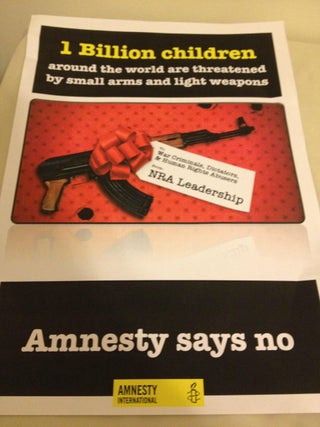 1 Billion children
around the world are threatened
by small arms and light weapons
To:
War Criminals, Dictators,
& Human Rights Abusers
From:
NRA Leadership
Amnesty says no
AMNESTY
INTERNATIONAL